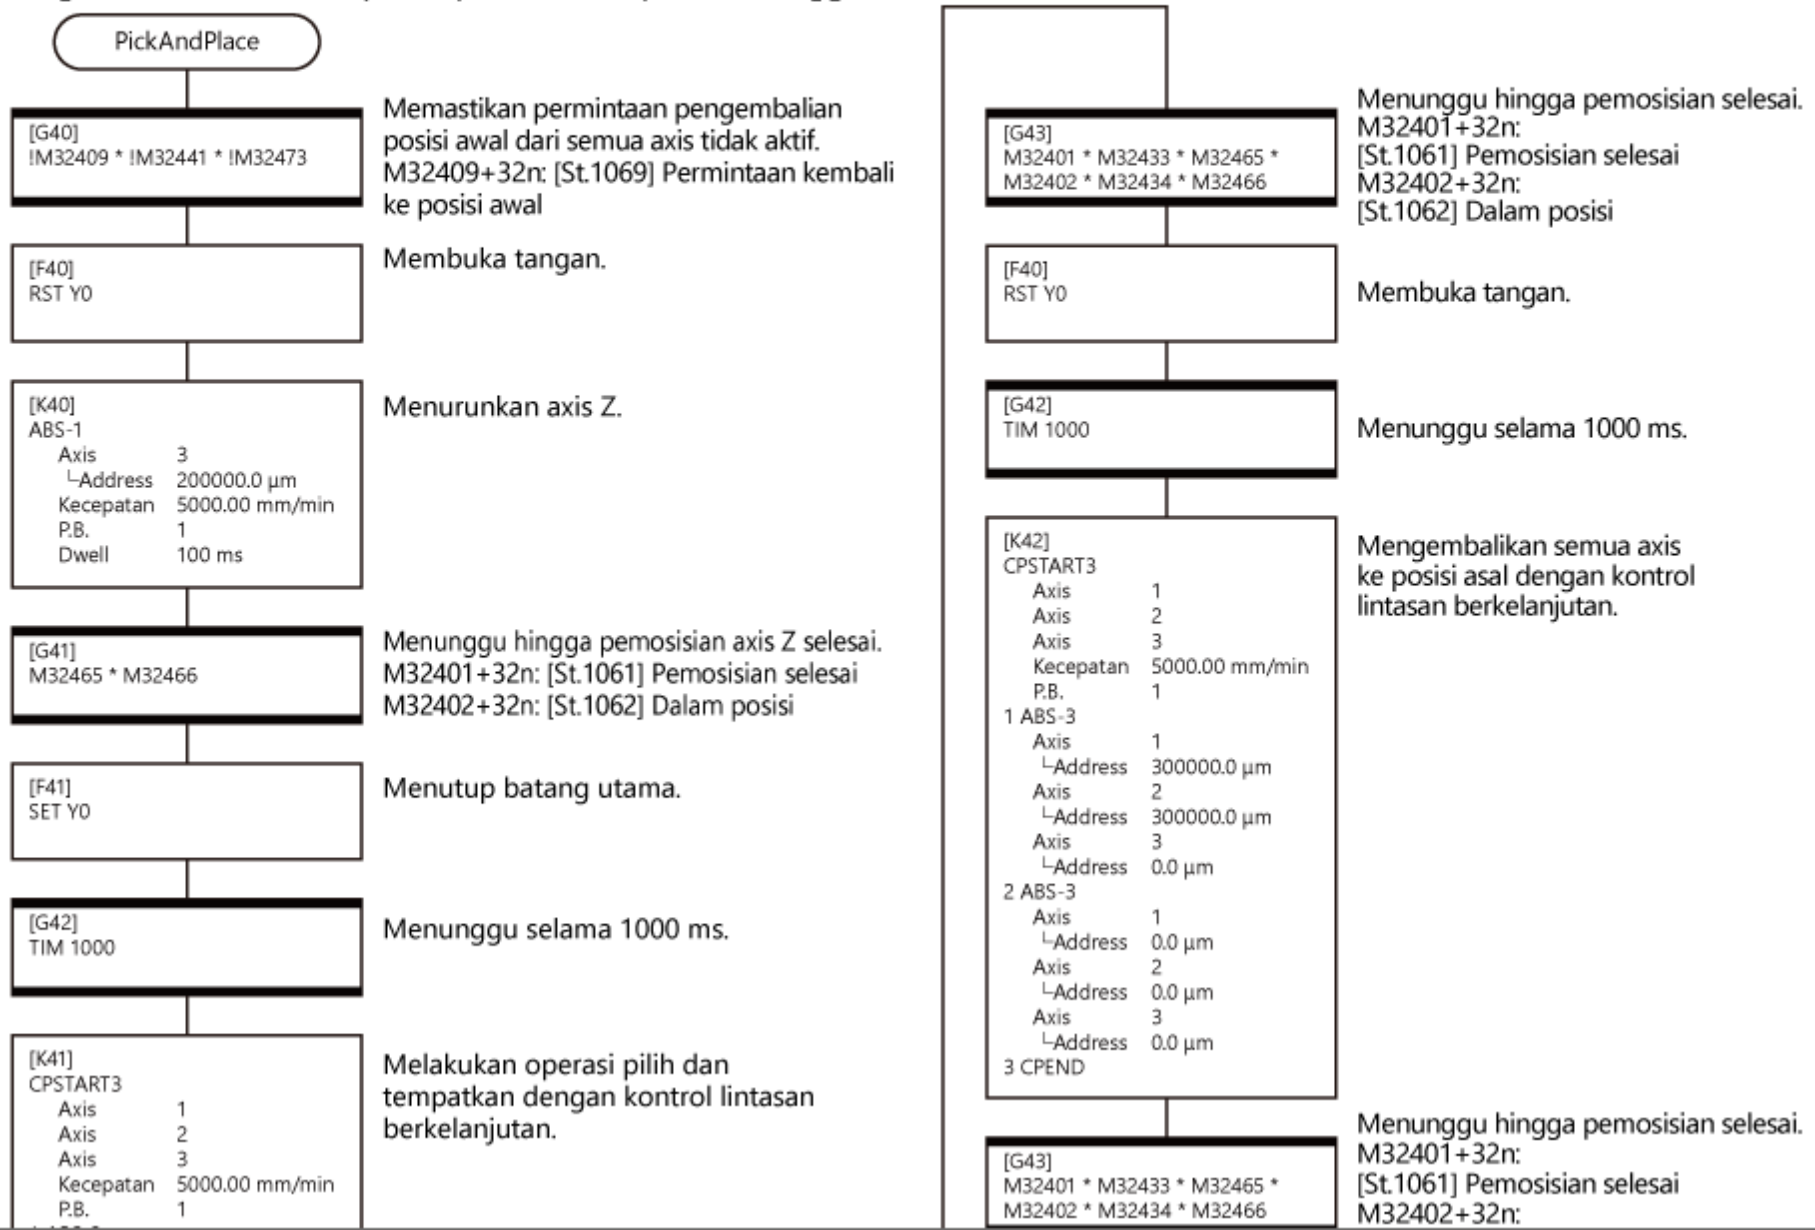 PickAndPlace
[G40]
!M32409 * !M32441 * !M32473
Memastikan permintaan pengembalian
posisi awal dari semua axis tidak aktif.
M32409+32n: [St.1069] Permintaan kembali
ke posisi awal
[F40]
RST Y0
Membuka tangan.
[K40]
ABS-1
Axis 3
└Address 200000.0 µm
Kecepatan 5000.00 mm/min
P.B. 1
Dwell 100 ms
Menurunkan axis Z.
[G41]
M32465 * M32466
Menunggu hingga pemosisian axis Z selesai.
M32401+32n: [St.1061] Pemosisian selesai
M32402+32n: [St.1062] Dalam posisi
[F41]
SET Y0
Menutup batang utama.
[G42]
TIM 1000
Menunggu selama 1000 ms.
[K41]
CPSTART3
Axis 1
Axis 2
Axis 3
Kecepatan 5000.00 mm/min
P.B. 1
Melakukan operasi pilih dan
tempatkan dengan kontrol lintasan
berkelanjutan.
[G43]
M32401 * M32433 * M32465 *
M32402 * M32434 * M32466
Menunggu hingga pemosisian selesai.
M32401+32n:
[St.1061] Pemosisian selesai
M32402+32n:
[St.1062] Dalam posisi
[F40]
RST Y0
Membuka tangan.
[G42]
TIM 1000
Menunggu selama 1000 ms.
[K42]
CPSTART3
Axis 1
Axis 2
Axis 3
Kecepatan 5000.00 mm/min
P.B. 1
1 ABS-3
Axis 1
└Address 300000.0 µm
Axis 2
└Address 300000.0 µm
Axis 3
└Address 0.0 µm
2 ABS-3
Axis 1
└Address 0.0 µm
Axis 2
└Address 0.0 µm
Axis 3
└Address 0.0 µm
3 CPEND
Mengembalikan semua axis
ke posisi asal dengan kontrol
lintasan berkelanjutan.
[G43]
M32401 * M32433 * M32465 *
M32402 * M32434 * M32466
Menunggu hingga pemosisian selesai.
M32401+32n:
[St.1061] Pemosisian selesai
M32402+32n: